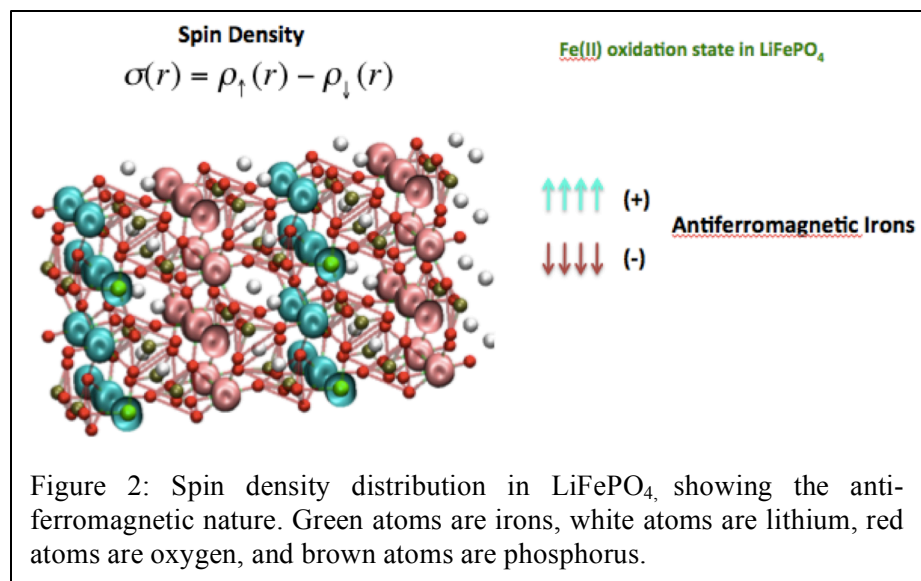 Spin Density
σ(r) = ρ↑(r) − ρ↓(r)
Fe(II) oxidation state in LiFePO₄
↑↑↑↑ (+)
Antiferromagnetic Irons
↓↓↓↓ (-)
Figure 2: Spin density distribution in LiFePO₄, showing the anti-
ferromagnetic nature. Green atoms are irons, white atoms are lithium, red
atoms are oxygen, and brown atoms are phosphorus.